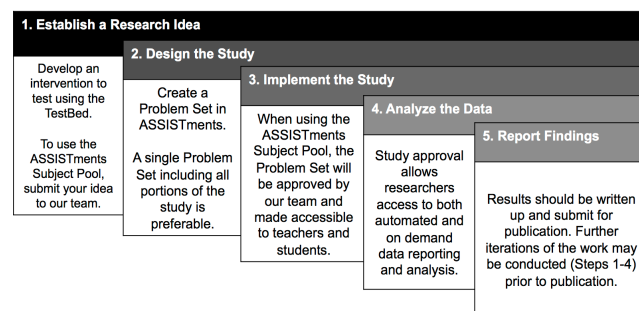 1. Establish a Research Idea
Develop an
intervention to
test using the
TestBed.
To use the
ASSISTments
Subject Pool,
submit your idea
to our team.
2. Design the Study
Create a
Problem Set in
ASSISTments.
A single Problem
Set including all
portions of the
study is
preferable.
3. Implement the Study
When using the
ASSISTments
Subject Pool, the
Problem Set will
be approved by
our team and
made accessible
to teachers and
students.
4. Analyze the Data
Study approval
allows
researchers
access to both
automated and
on demand
data reporting
and analysis.
5. Report Findings
Results should be written
up and submit for
publication. Further
iterations of the work may
be conducted (Steps 1-4)
prior to publication.